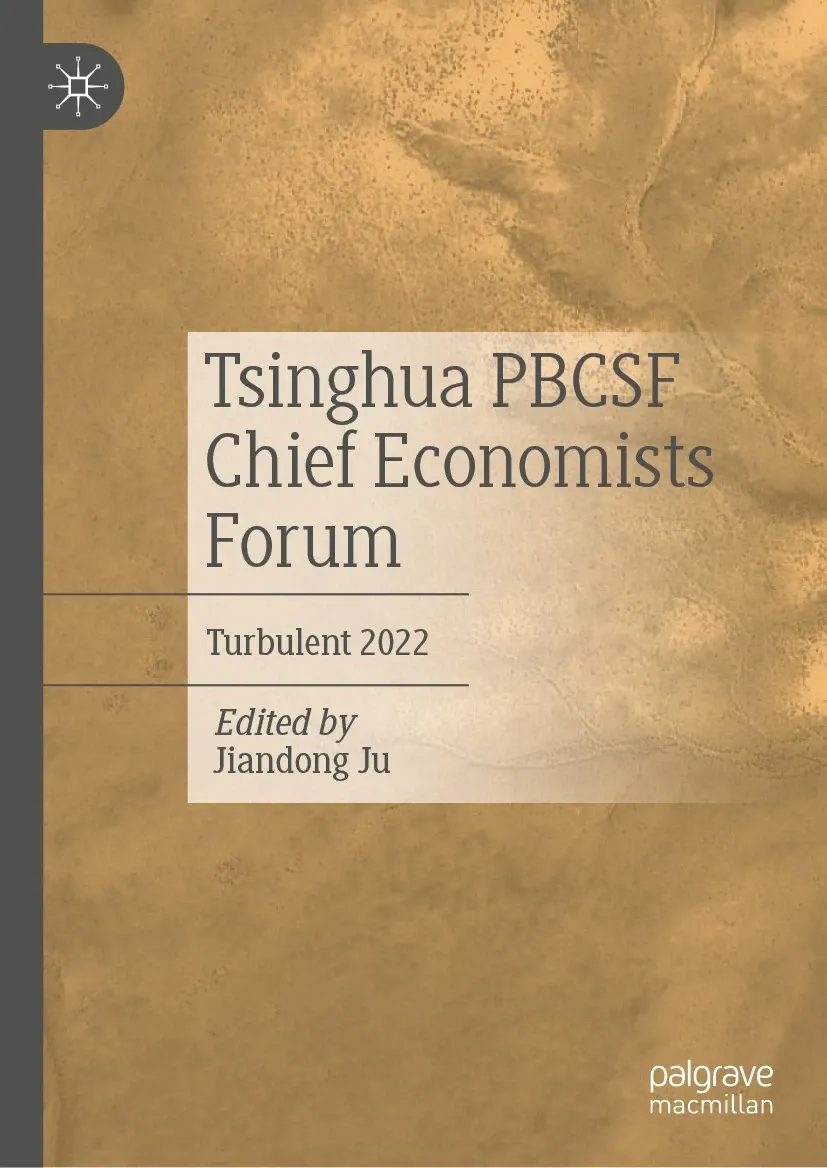 Tsinghua PBCSF
Chief Economists
Forum
Turbulent 2022
Edited by
Jiandong Ju
palgrave
macmillan